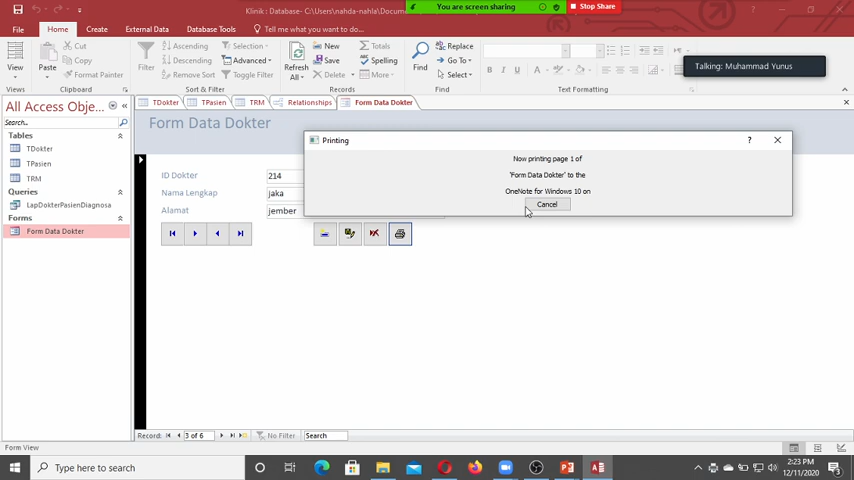 Klinik : Database- C:\Users\nahda-nahla\Docume
You are screen sharing
Stop Share
File
Home
Create
External Data
Database Tools
Tell me what you want to do...
View
Paste
Cut
Copy
Format Painter
Filter
Ascending
Descending
Remove Sort
Selection
Advanced
Toggle Filter
Refresh
All
New
Save
Delete
Totals
Spelling
More
Find
Replace
Go To
Select
B I U A
Views
Clipboard
Sort & Filter
Records
Find
Text Formatting
Talking: Muhammad Yunus
All Access Obje...
Search...
Tables
TDokter
TPasien
TRM
Queries
LapDokterPasienDiagnosa
Forms
Form Data Dokter
TDokter
TPasien
TRM
Relationships
Form Data Dokter
Form Data Dokter
ID Dokter 214
Nama Lengkap jaka
Alamat jember
Printing
Now printing page 1 of
'Form Data Dokter' to the
OneNote for Windows 10 on
Cancel
Record: 3 of 6 No Filter Search
Form View
Type here to search
2:23 PM
12/11/2020
3